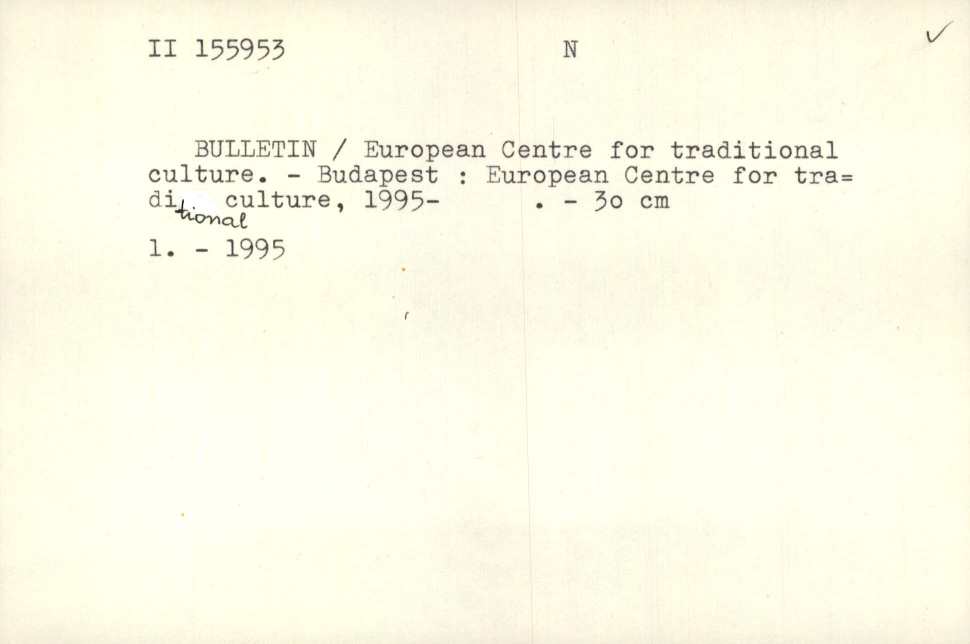 II 155953 N
BULLETIN / European Centre for traditional
culture. - Budapest : European Centre for tra=
di culture, 1995- . - 3o cm
tional
1. - 1995